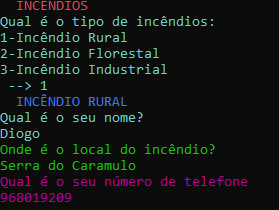 INCENDIOS
Qual é o tipo de incêndios:
1-Incêndio Rural
2-Incêndio Florestal
3-Incêndio Industrial
--> 1
INCÊNDIO RURAL
Qual é o seu nome?
Diogo
Onde é o local do incêndio?
Serra do Caramulo
Qual é o seu número de telefone
968019209